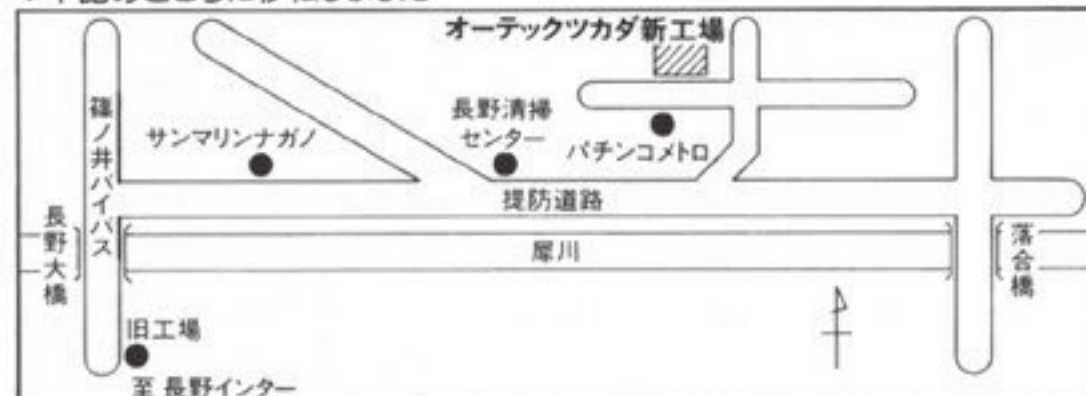 オーテックツカダ新工場
長野清掃
センター
サンマリンナガノ
パチンコメトロ
篠ノ井バイパス
提防道路
長野大橋
犀川
落合橋
旧工場
至 長野インター